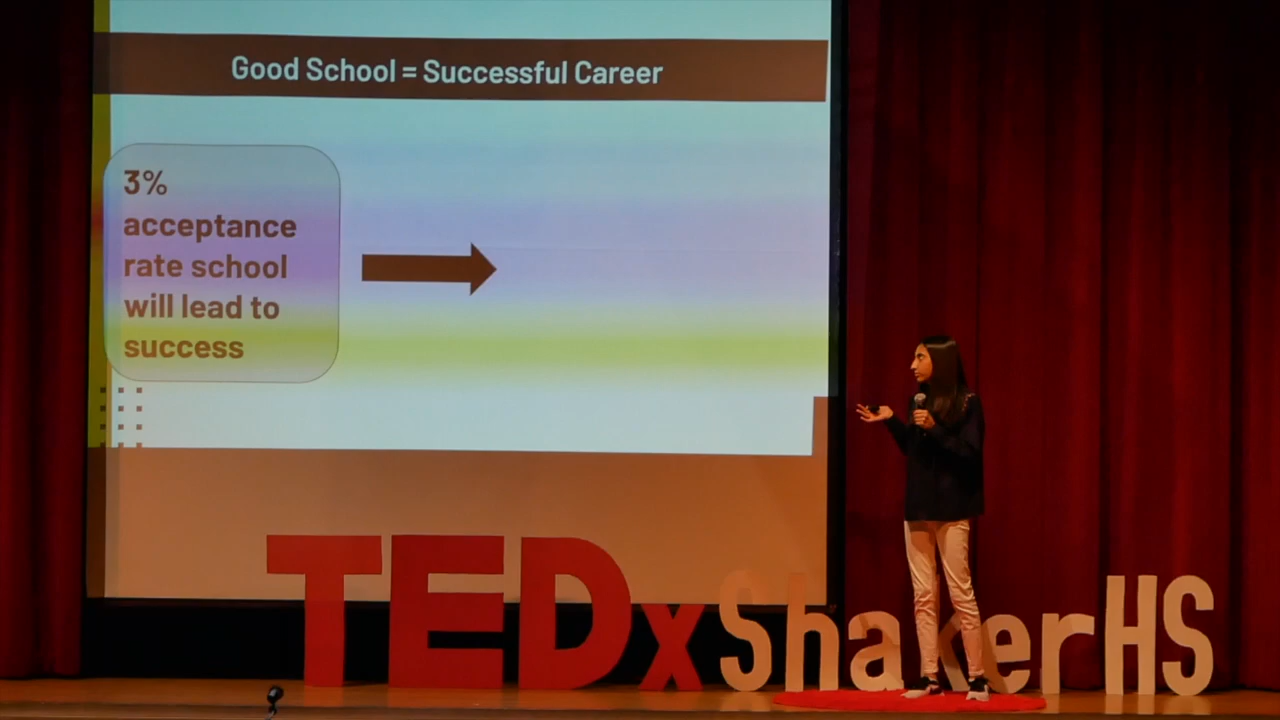 Good School = Successful Career
3%
acceptance
rate school
will lead to
success
TEDxShakerHS